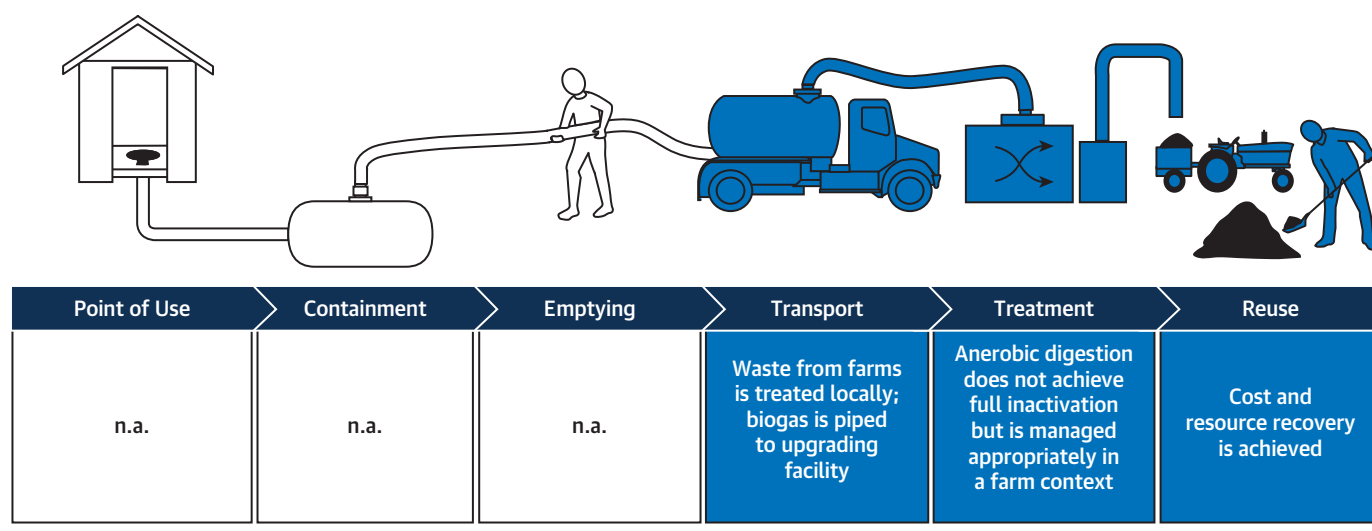 Point of Use
Containment
Emptying
Transport
Treatment
Reuse
n.a.
n.a.
n.a.
Waste from farms
is treated locally;
biogas is piped
to upgrading
facility
Anerobic digestion
does not achieve
full inactivation
but is managed
appropriately in
a farm context
Cost and
resource recovery
is achieved